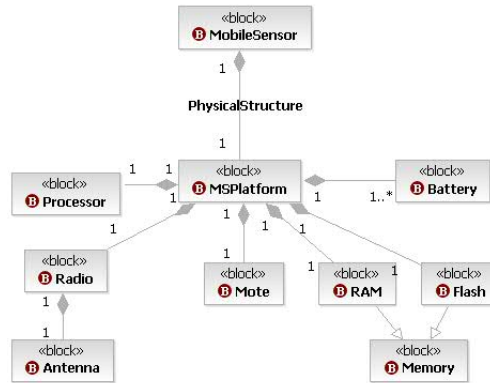 «block»
B MobileSensor
1
PhysicalStructure
1
«block»
B MSPlatform
1
1
«block»
B Processor
1
1..*
«block»
B Battery
1
1
1
1
1
1
1
1
1
«block»
B Radio
«block»
B Mote
«block»
B RAM
«block»
B Flash
1
1
«block»
B Antenna
«block»
B Memory